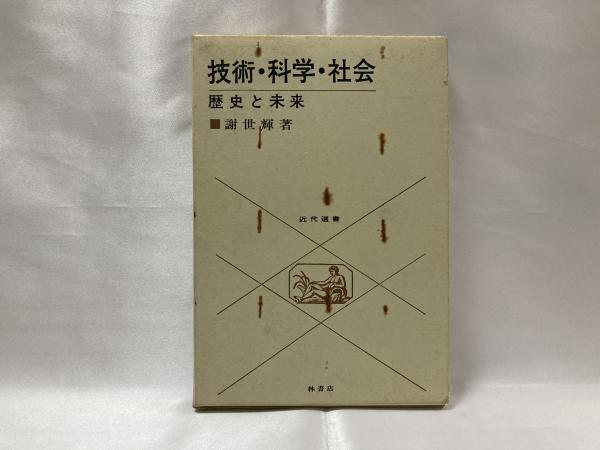 技術・科学・社会
歴史と未来
■謝世輝著
近代選書
林書店